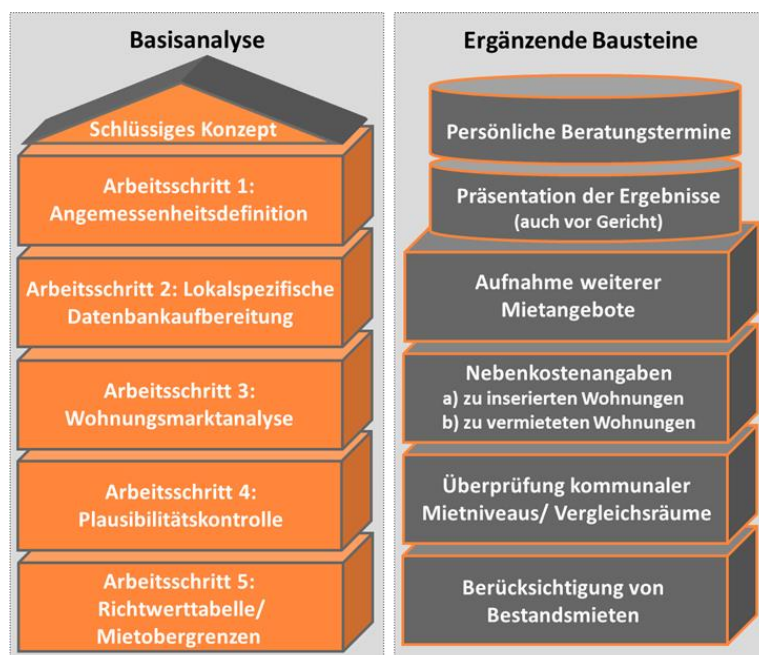 Basisanalyse
Schlüssiges Konzept
Arbeitsschritt 1:
Angemessenheitsdefinition
Arbeitsschritt 2: Lokalspezifische
Datenbankaufbereitung
Arbeitsschritt 3:
Wohnungsmarktanalyse
Arbeitsschritt 4:
Plausibilitätskontrolle
Arbeitsschritt 5:
Richtwerttabelle/
Mietobergrenzen
Ergänzende Bausteine
Persönliche Beratungstermine
Präsentation der Ergebnisse
(auch vor Gericht)
Aufnahme weiterer
Mietangebote
Nebenkostenangaben
a) zu inserierten Wohnungen
b) zu vermieteten Wohnungen
Überprüfung kommunaler
Mietniveaus/ Vergleichsräume
Berücksichtigung von
Bestandsmieten